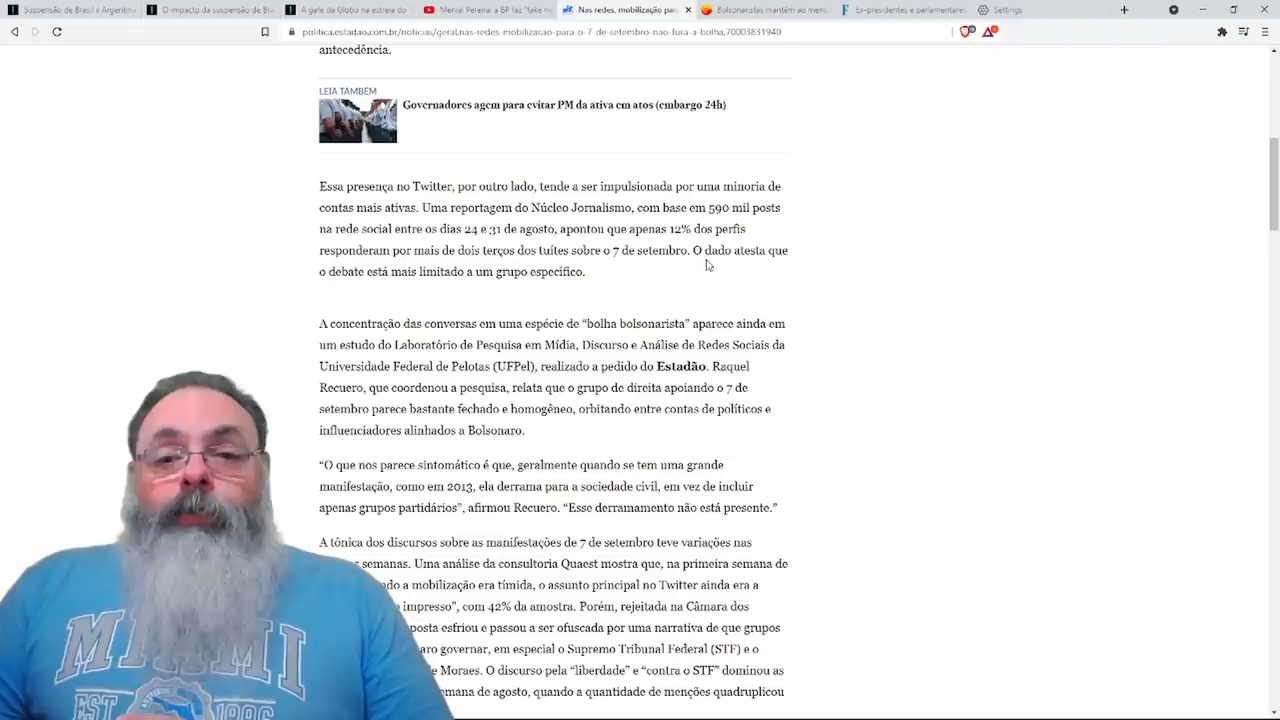 Suspensão de Brasil x Argentina
O impacto da suspensão de Bra
A gafe da Globo na estreia do
Merval Pereira: a BP faz "fake ne
Nas redes, mobilização para
Bolsonaristas mantêm ao meno
Ex-presidentes e parlamentares
Settings
politica.estadao.com.br/noticias/geral,nas-redes-mobilizacao-para-o-7-de-setembro-nao-fura-a-bolha,70003831940
antecedência.
LEIA TAMBÉM
Governadores agem para evitar PM da ativa em atos (embargo 24h)
Essa presença no Twitter, por outro lado, tende a ser impulsionada por uma minoria de
contas mais ativas. Uma reportagem do Núcleo Jornalismo, com base em 590 mil posts
na rede social entre os dias 24 e 31 de agosto, apontou que apenas 12% dos perfis
responderam por mais de dois terços dos tuítes sobre o 7 de setembro. O dado atesta que
o debate está mais limitado a um grupo específico.
A concentração das conversas em uma espécie de “bolha bolsonarista” aparece ainda em
um estudo do Laboratório de Pesquisa em Mídia, Discurso e Análise de Redes Sociais da
Universidade Federal de Pelotas (UFPel), realizado a pedido do Estadão. Raquel
Recuero, que coordenou a pesquisa, relata que o grupo de direita apoiando o 7 de
setembro parece bastante fechado e homogêneo, orbitando entre contas de políticos e
influenciadores alinhados a Bolsonaro.
“O que nos parece sintomático é que, geralmente quando se tem uma grande
manifestação, como em 2013, ela derrama para a sociedade civil, em vez de incluir
apenas grupos partidários”, afirmou Recuero. “Esse derramamento não está presente.”
A tônica dos discursos sobre as manifestações de 7 de setembro teve variações nas
semanas. Uma análise da consultoria Quaest mostra que, na primeira semana de
a mobilização era tímida, o assunto principal no Twitter ainda era a
impresso”, com 42% da amostra. Porém, rejeitada na Câmara dos
esfriou e passou a ser ofuscada por uma narrativa de que grupos
governar, em especial o Supremo Tribunal Federal (STF) e o
de Moraes. O discurso pela “liberdade” e “contra o STF” dominou as
de agosto, quando a quantidade de menções quadruplicou
MIAMI
EST
1986